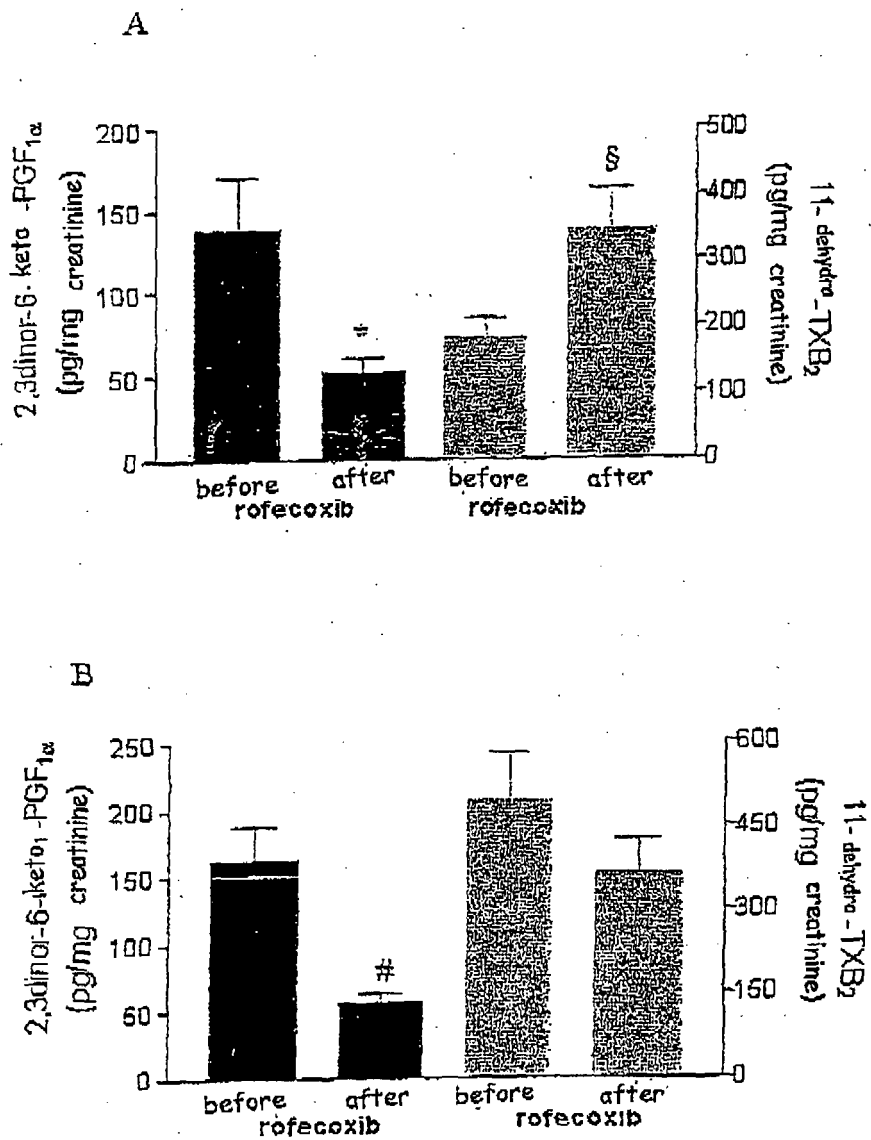 A
2,3dinor-6-keto-PGF1α
(pg/mg creatinine)
200
150
100
50
0
*
§
500
400
300
200
100
0
11-dehydro-TXB2
(pg/mg creatinine)
before after before after
rofecoxib rofecoxib
B
2,3dinor-6-keto1-PGF1α
(pg/mg creatinine)
250
200
150
100
50
0
#
600
450
300
150
0
11-dehydro-TXB2
(pg/mg creatinine)
before after before after
rofecoxib rofecoxib